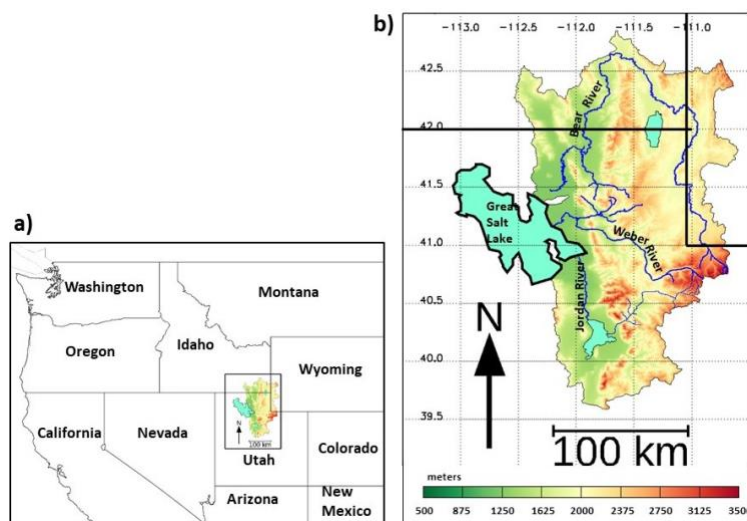 b)
-113.0 -112.5 -112.0 -111.5 -111.0
42.5
42.0
41.5
41.0
40.5
40.0
39.5
Bear River
Great
Salt
Lake
Weber River
Jordan River
N
100 km
meters
500 875 1250 1625 2000 2375 2750 3125 3500
a)
Washington
Montana
Oregon
Idaho
Wyoming
N
100 km
California
Nevada
Utah
Colorado
Arizona
New
Mexico